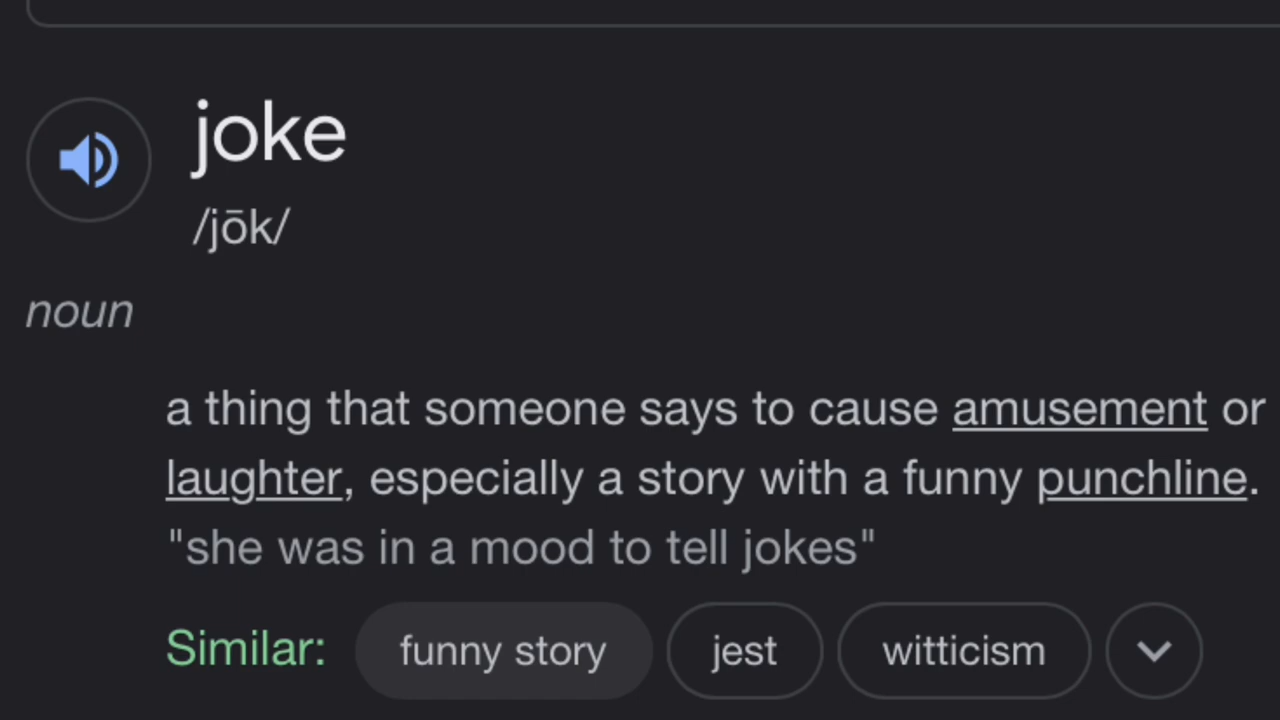 joke
/jōk/
noun
a thing that someone says to cause amusement or
laughter, especially a story with a funny punchline.
"she was in a mood to tell jokes"
Similar: funny story jest witticism